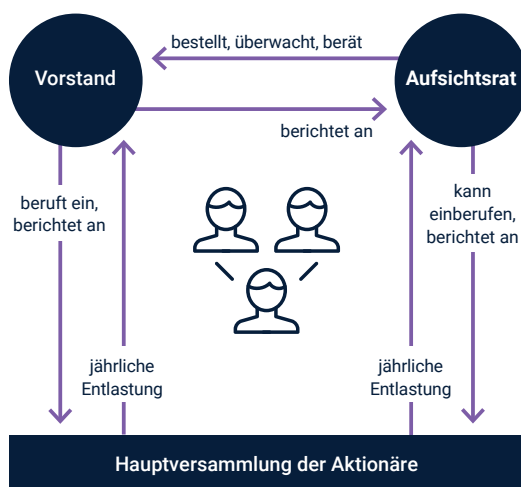 bestellt, überwacht, berät
Vorstand
Aufsichtsrat
berichtet an
beruft ein,
berichtet an
kann
einberufen,
berichtet an
jährliche
Entlastung
jährliche
Entlastung
Hauptversammlung der Aktionäre